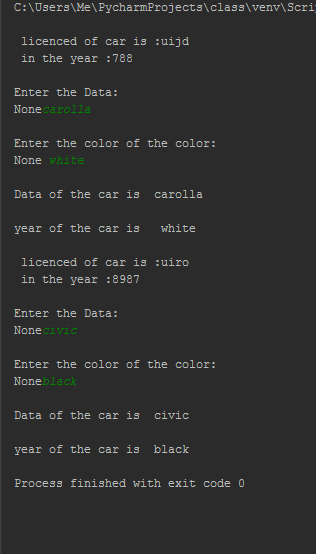 C:\Users\Me\PycharmProjects\class\venv\Scri
licenced of car is :uijd
in the year :788
Enter the Data:
Nonecarolla
Enter the color of the color:
None white
Data of the car is  carolla
year of the car is   white
licenced of car is :uiro
in the year :8987
Enter the Data:
Nonecivic
Enter the color of the color:
Noneblack
Data of the car is  civic
year of the car is  black
Process finished with exit code 0